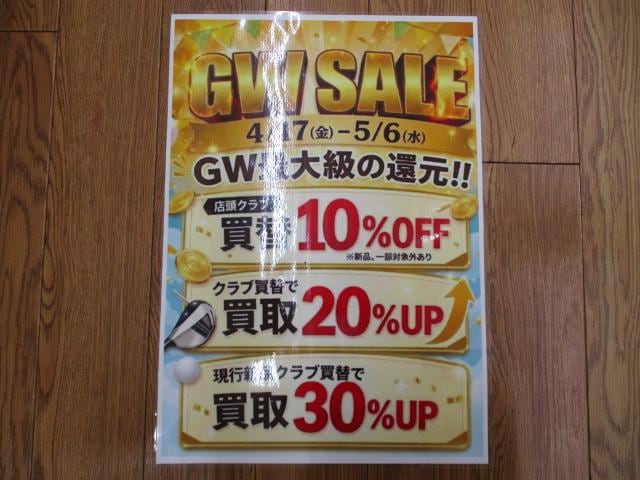 GW SALE
4/17(金)－5/6(水)
GW最大級の還元!!
店頭クラブ
買替10%OFF
※新品、一部対象外あり
クラブ買替で
買取20%UP
現行新品クラブ買替で
買取30%UP